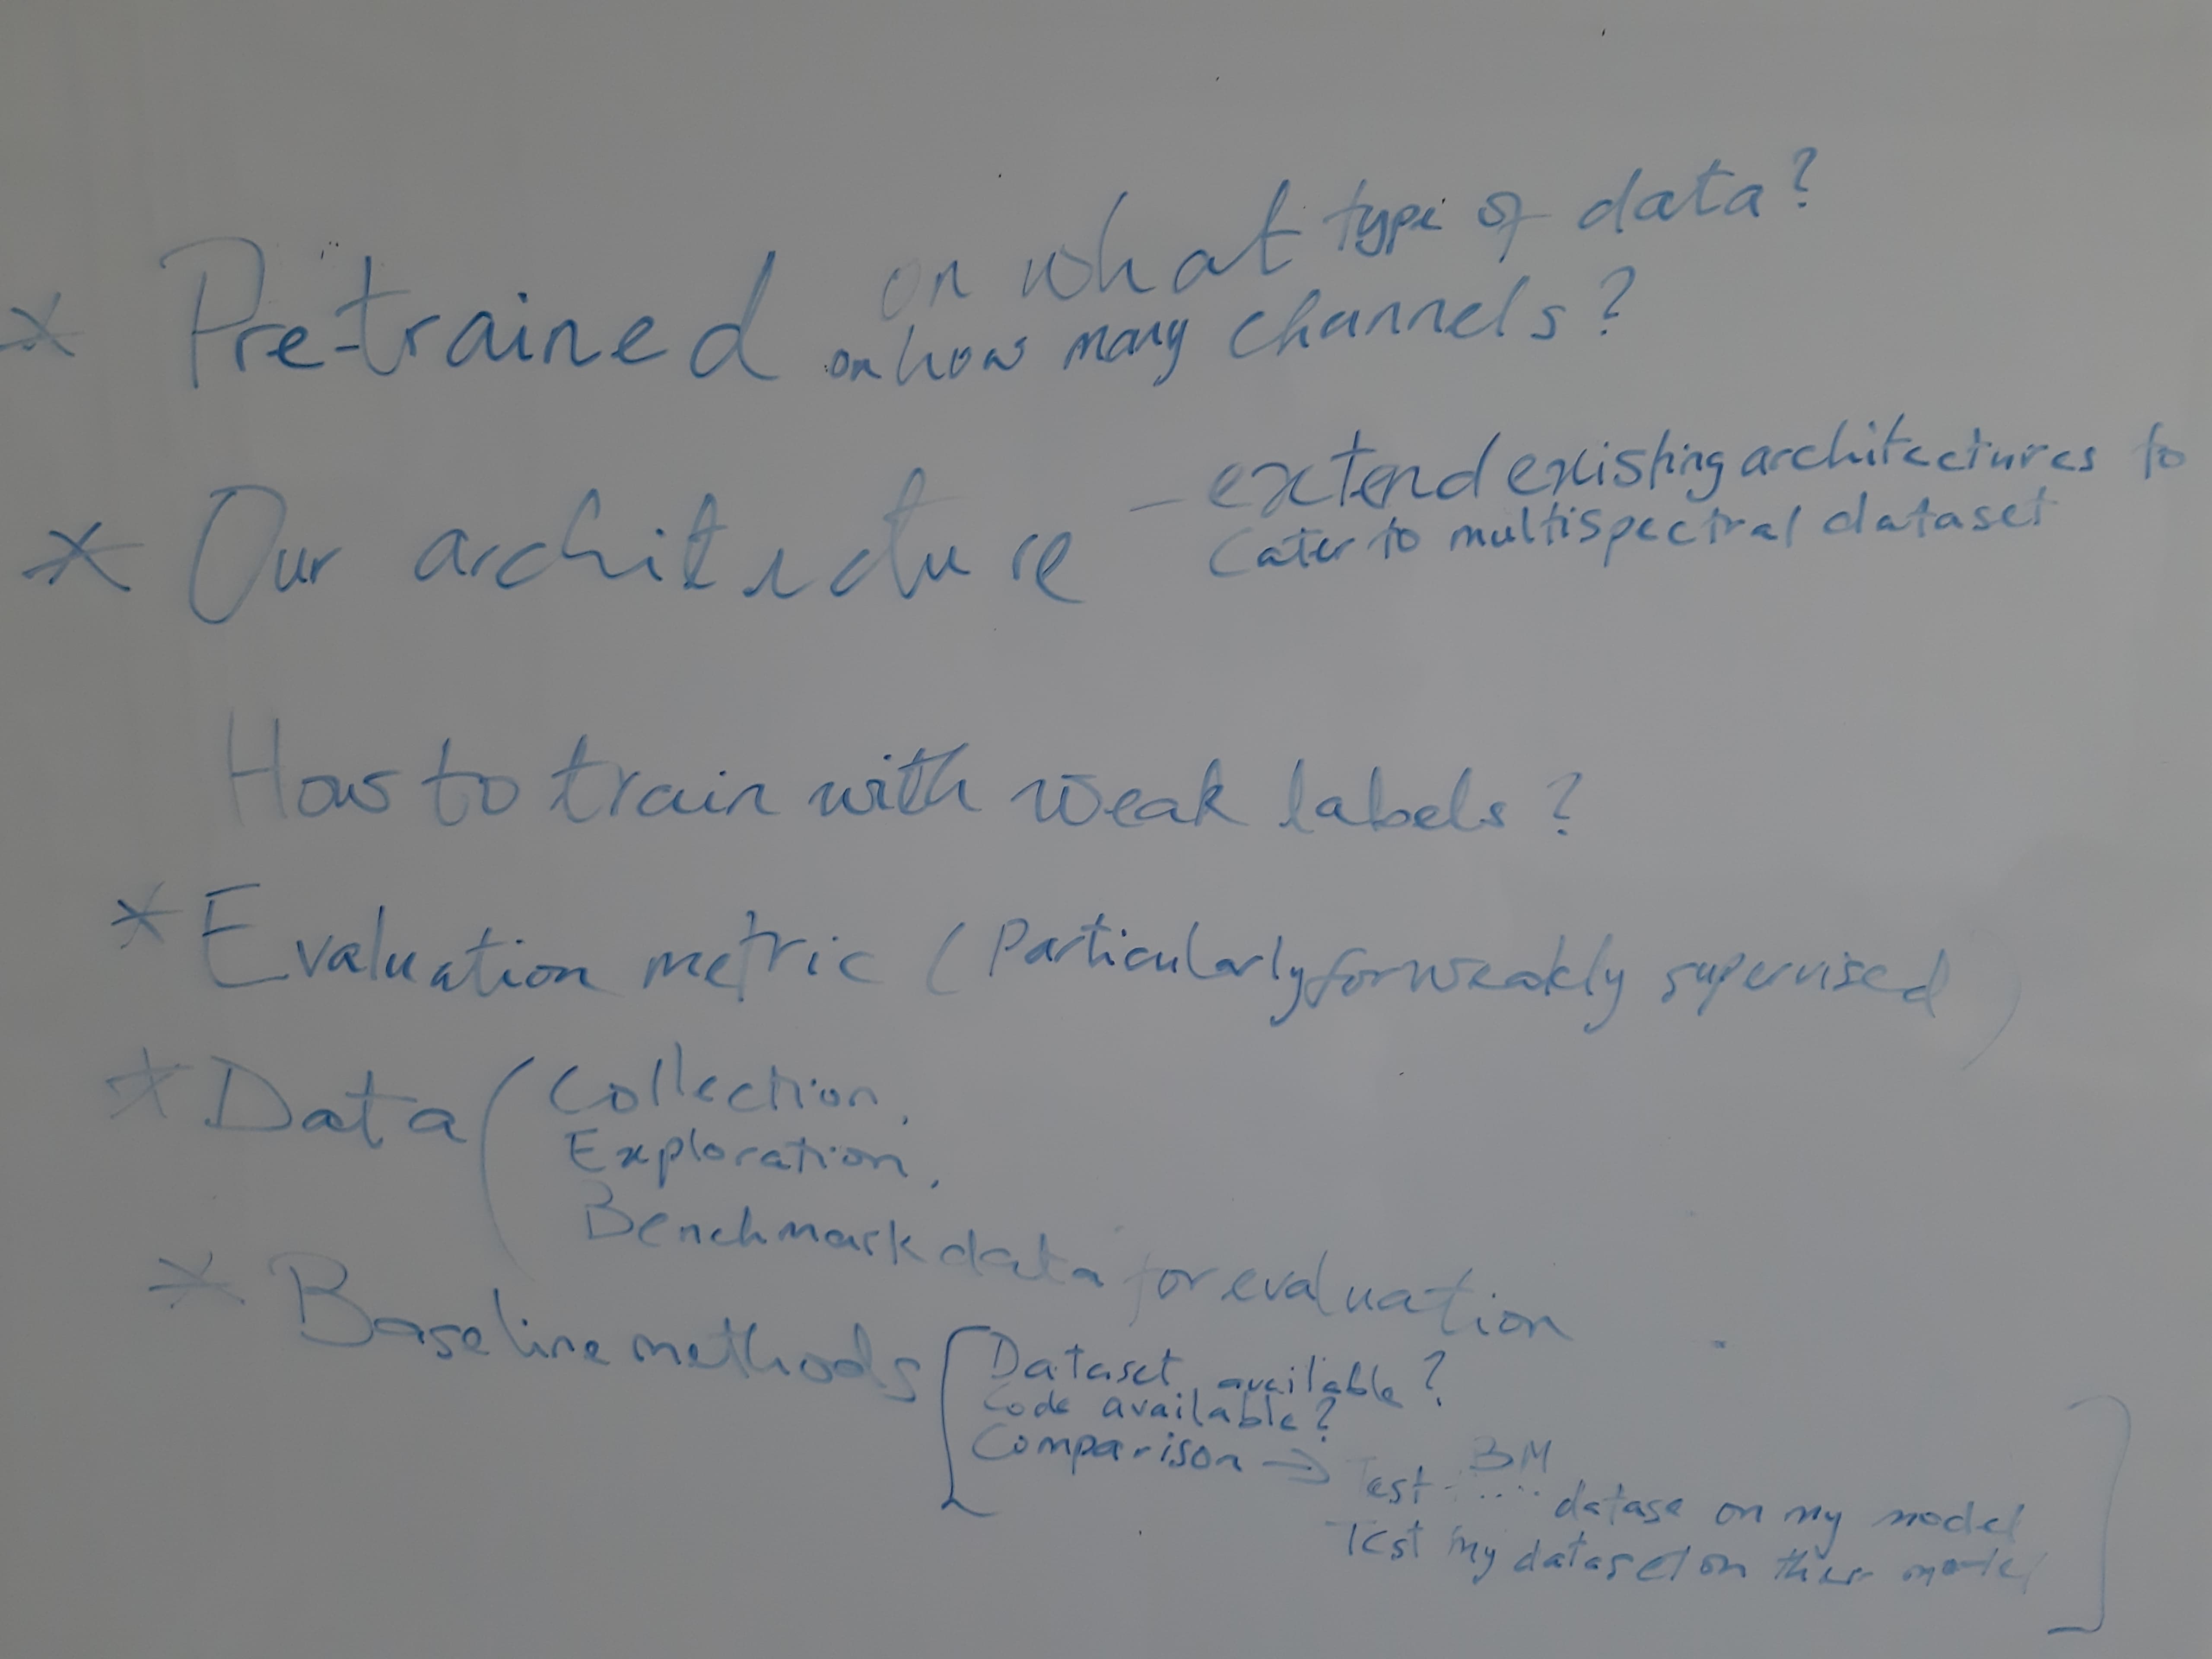 on what type of data?
* Pre-trained on how many channels?
* Our architecture - extend existing architectures to
cater to multispectral dataset
How to train with weak labels?
* Evaluation metric (Particularly for weakly supervised)
* Data (Collection,
Exploration,
Benchmark data for evaluation
* Baseline methods [Dataset available?
Code available?
Comparison → Test BM datase on my model
Test my dataset on their model]